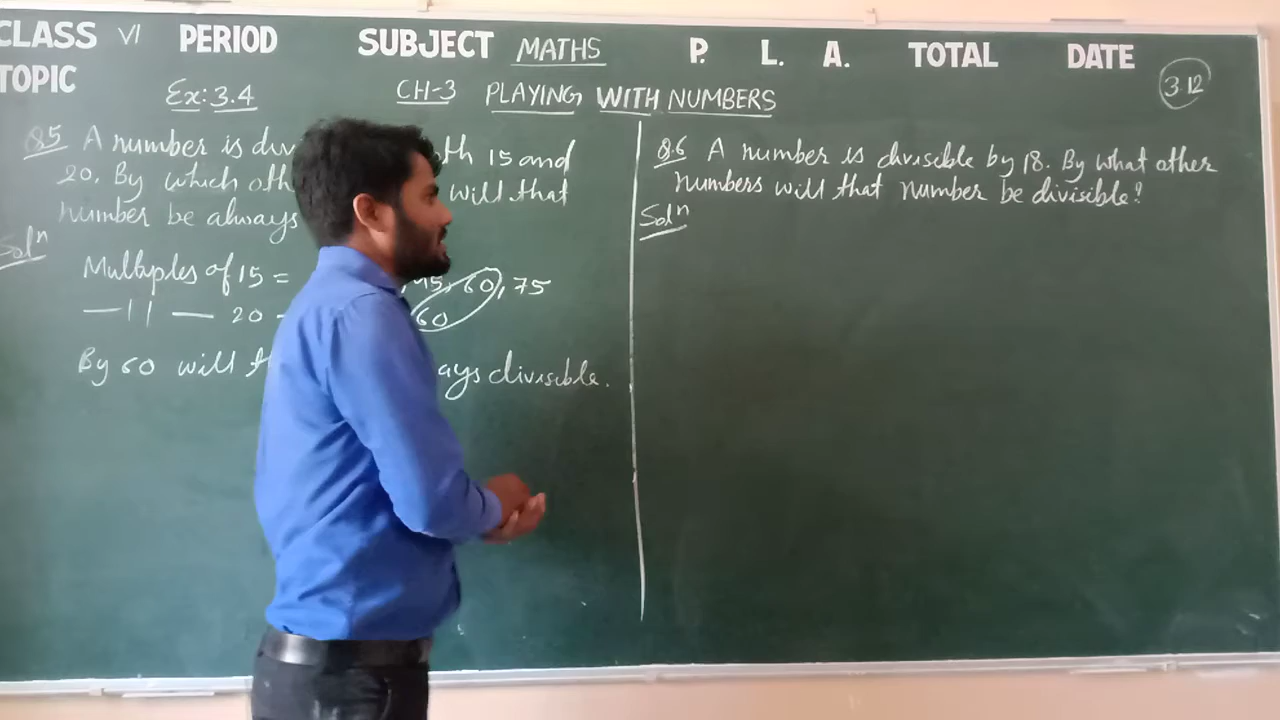 CLASS VI PERIOD SUBJECT MATHS P. L. A. TOTAL DATE
TOPIC
Ex: 3.4 CH-3 PLAYING WITH NUMBERS 3.12
Q5 A number is div th 15 and
20. By which oth will that
number be always
Solⁿ
Multiples of 15 = , 45, 60, 75
—11— 20 - 60
By 60 will th ays divisible.
Q.6 A number is divisible by 18. By what other
numbers will that number be divisible?
Solⁿ